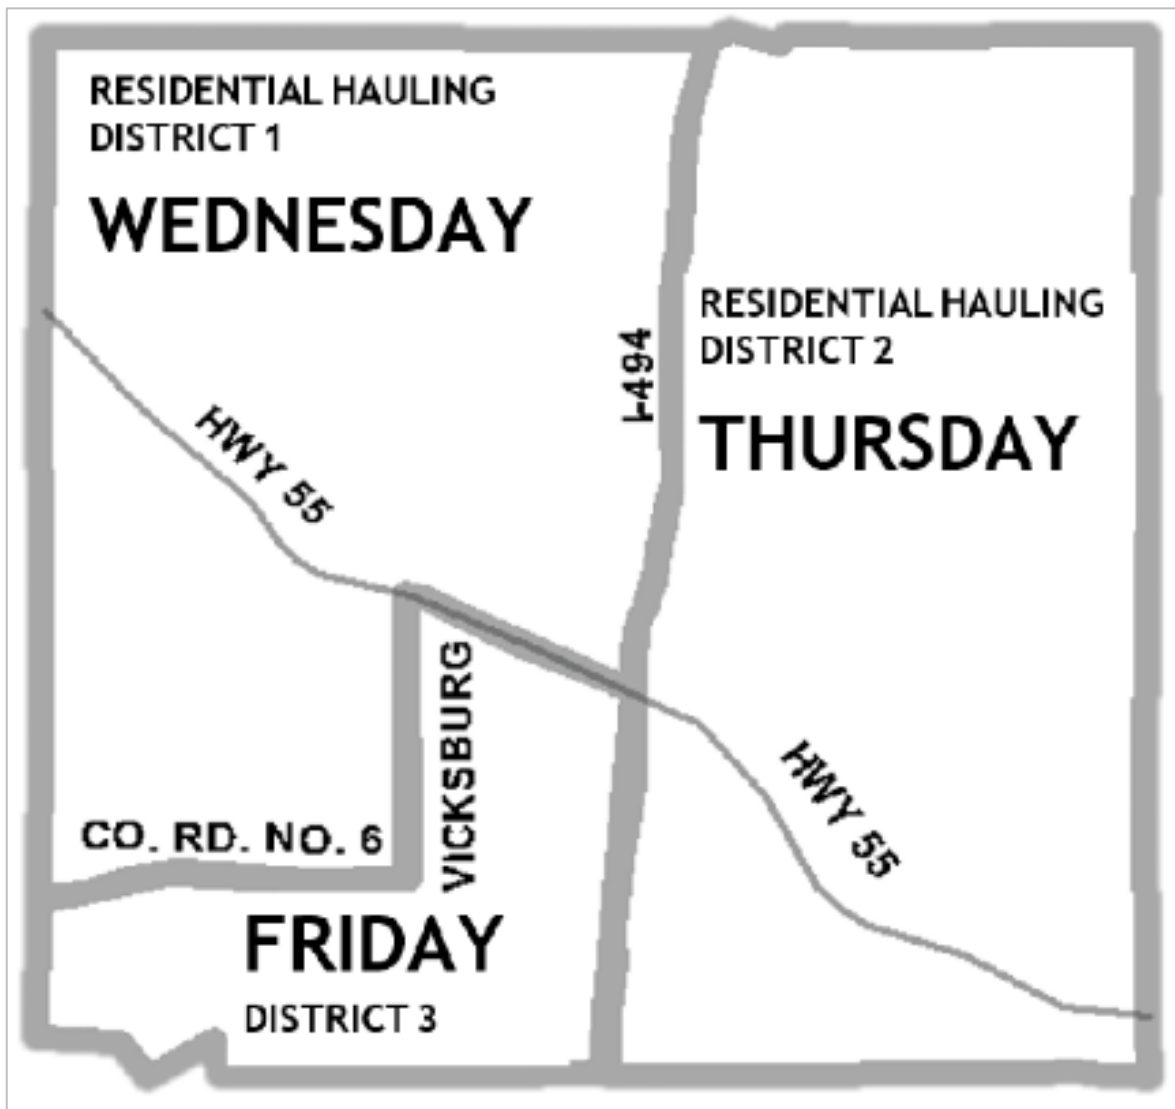 RESIDENTIAL HAULING
DISTRICT 1
WEDNESDAY
RESIDENTIAL HAULING
DISTRICT 2
THURSDAY
I-494
HWY 55
VICKSBURG
HWY 55
CO. RD. NO. 6
FRIDAY
DISTRICT 3